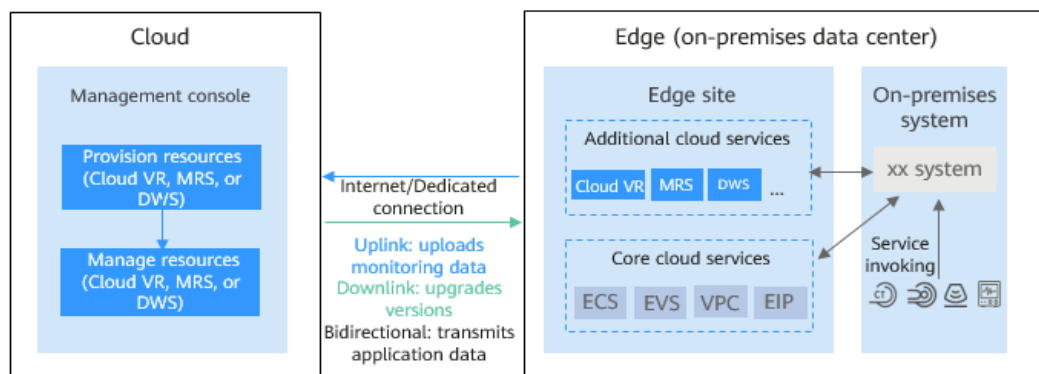 Cloud
Management console
Provision resources
(Cloud VR, MRS, or
DWS)
Manage resources
(Cloud VR, MRS, or
DWS)
Internet/Dedicated
connection
Uplink: uploads
monitoring data
Downlink: upgrades
versions
Bidirectional: transmits
application data
Edge (on-premises data center)
Edge site
Additional cloud services
Cloud VR MRS DWS ...
Core cloud services
ECS EVS VPC EIP
On-premises
system
xx system
Service
invoking
CT